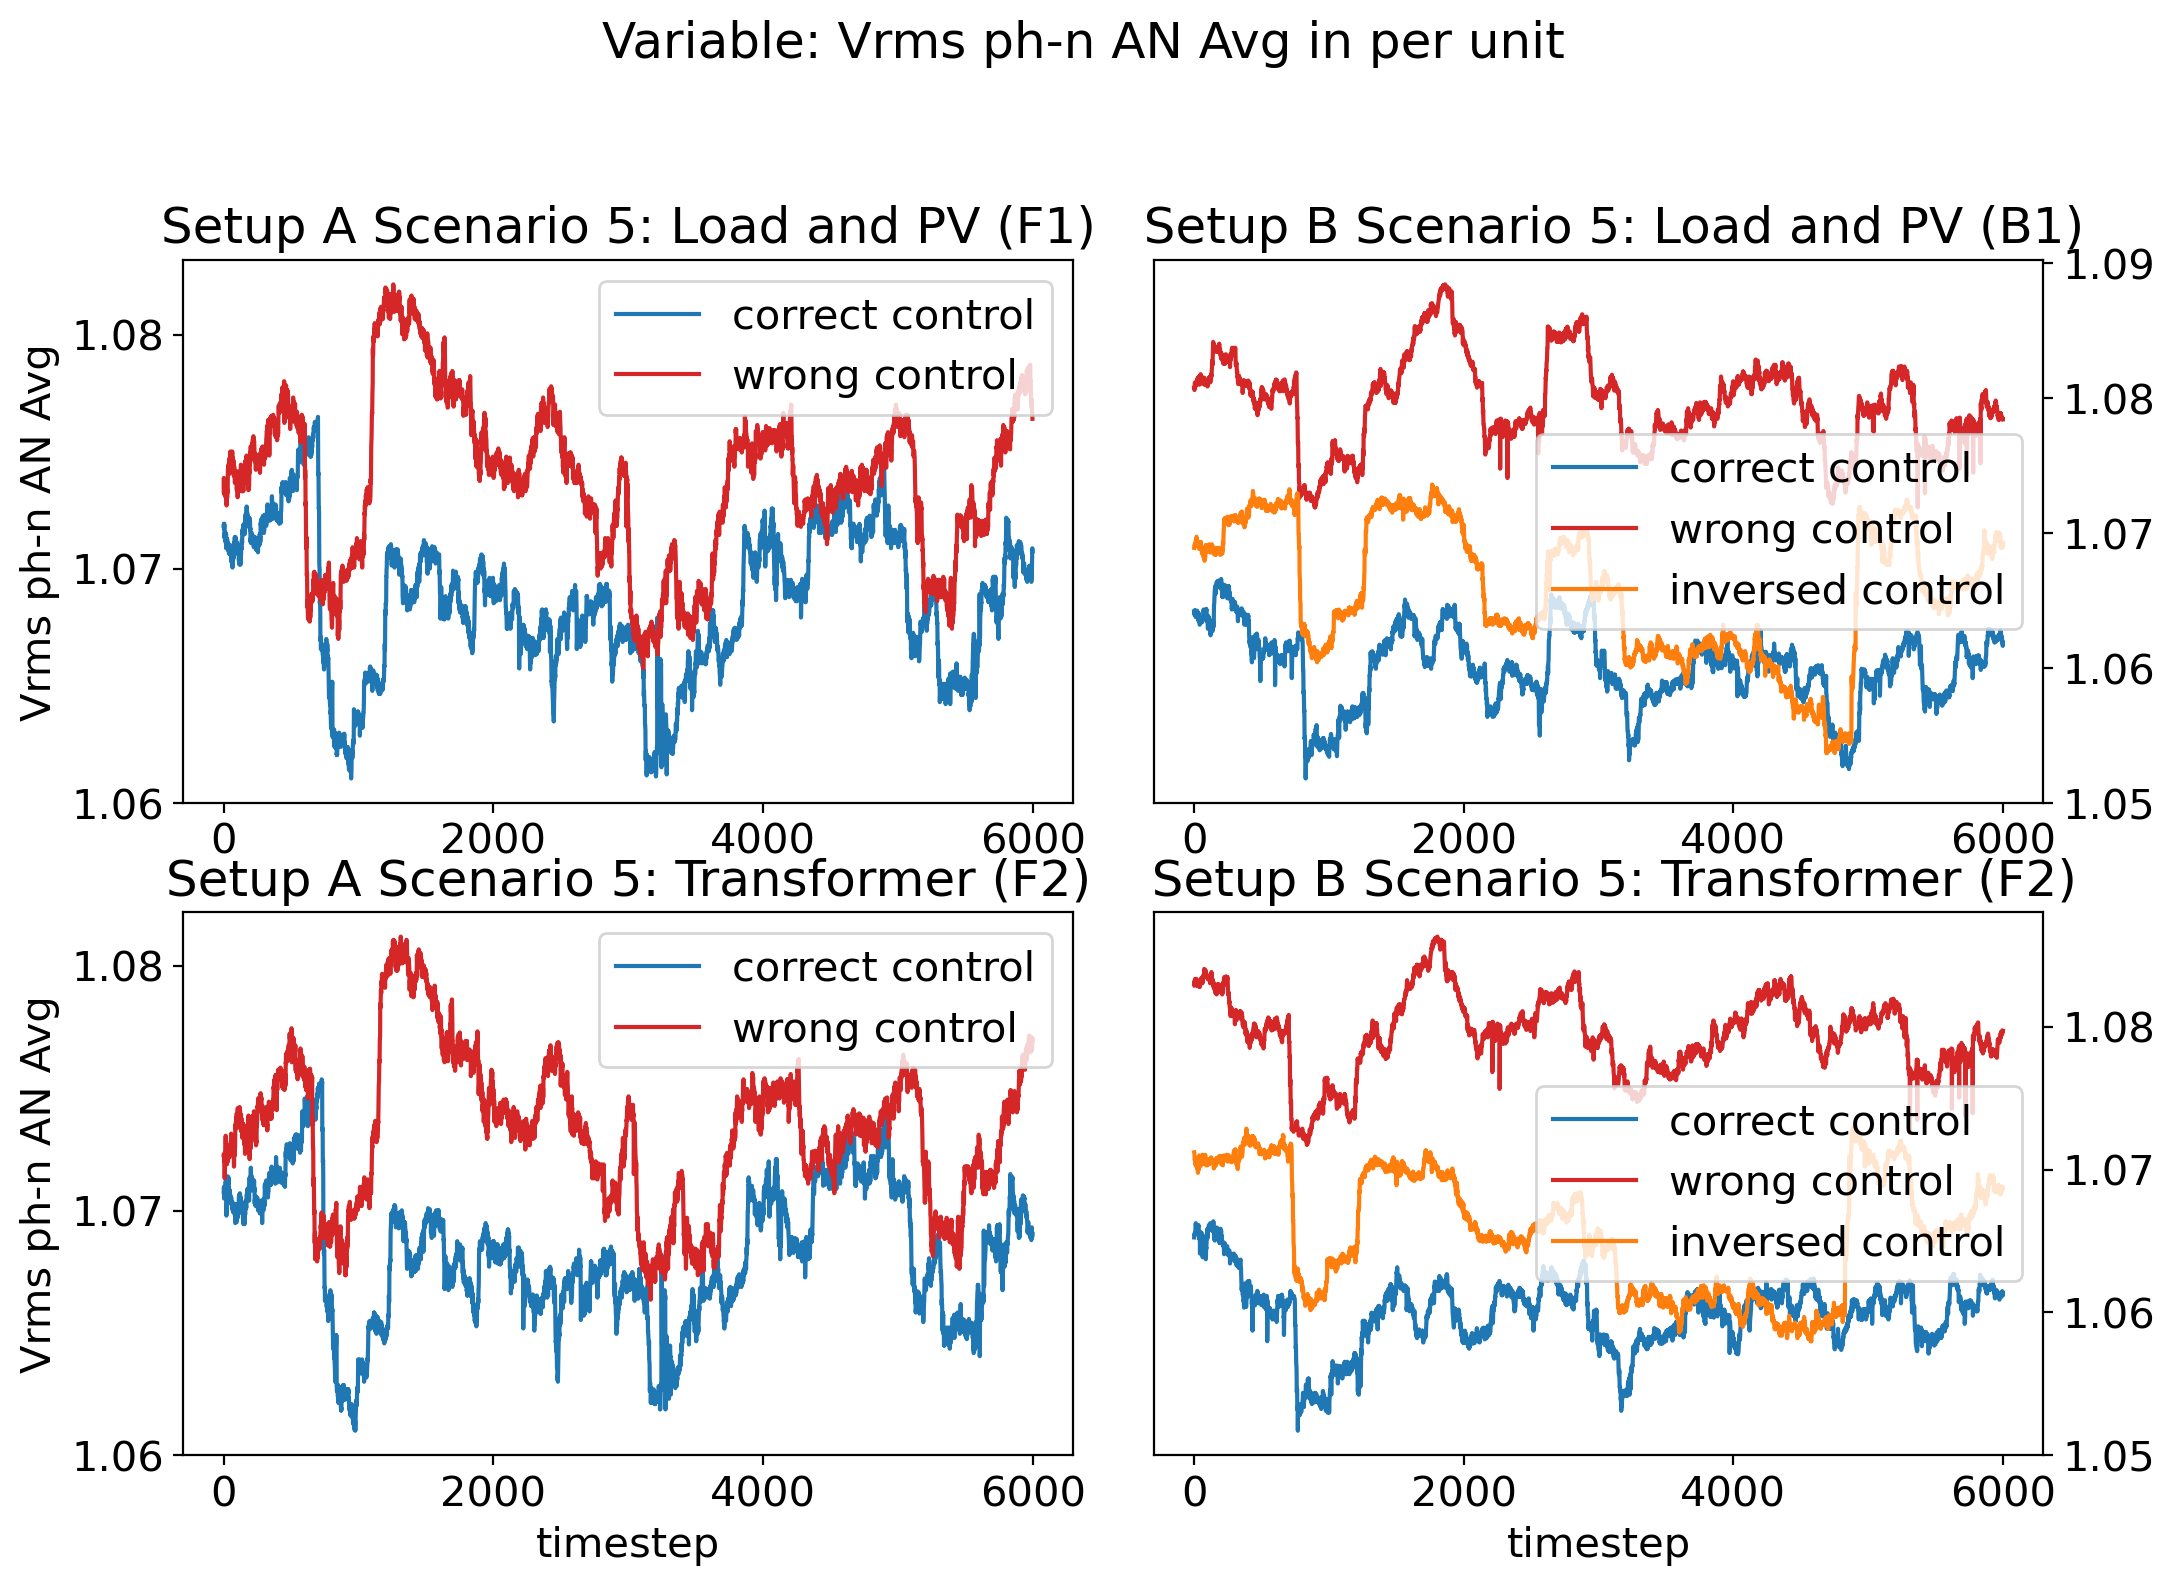 Variable: Vrms ph-n AN Avg in per unit
Setup A Scenario 5: Load and PV (F1)
Vrms ph-n AN Avg
1.08
1.07
1.06
correct control
wrong control
0 2000 4000 6000
Setup B Scenario 5: Load and PV (B1)
1.09
1.08
1.07
1.06
1.05
correct control
wrong control
inversed control
0 2000 4000 6000
Setup A Scenario 5: Transformer (F2)
Vrms ph-n AN Avg
1.08
1.07
1.06
correct control
wrong control
0 2000 4000 6000
timestep
Setup B Scenario 5: Transformer (F2)
1.08
1.07
1.06
1.05
correct control
wrong control
inversed control
0 2000 4000 6000
timestep